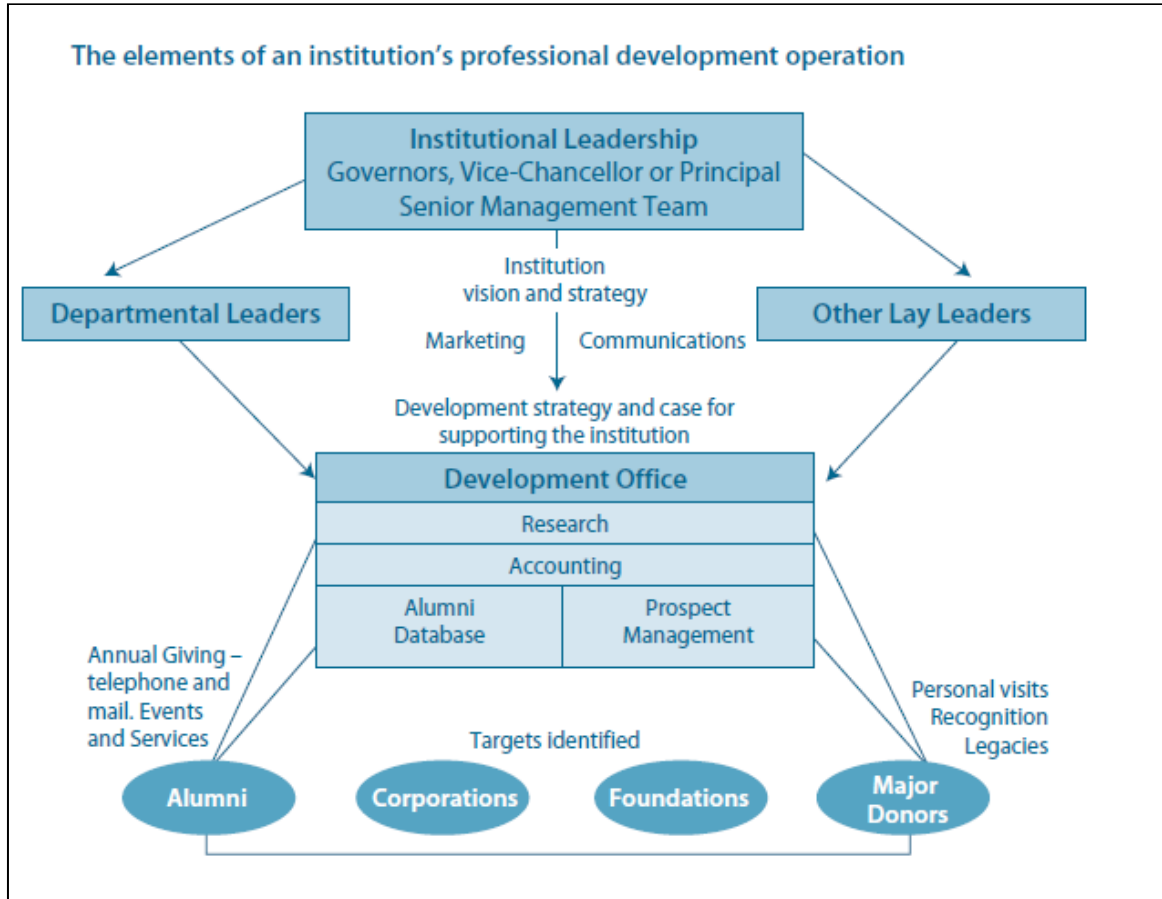 The elements of an institution's professional development operation
Institutional Leadership
Governors, Vice-Chancellor or Principal
Senior Management Team
Institution
vision and strategy
Departmental Leaders
Other Lay Leaders
Marketing
Communications
Development strategy and case for
supporting the institution
Development Office
Research
Accounting
Alumni
Database
Prospect
Management
Annual Giving –
telephone and
mail. Events
and Services
Personal visits
Recognition
Legacies
Targets identified
Alumni
Corporations
Foundations
Major
Donors